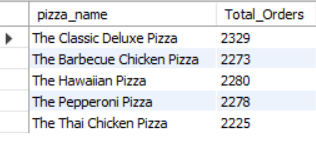 pizza_name Total_Orders
The Classic Deluxe Pizza 2329
The Barbecue Chicken Pizza 2273
The Hawaiian Pizza 2280
The Pepperoni Pizza 2278
The Thai Chicken Pizza 2225